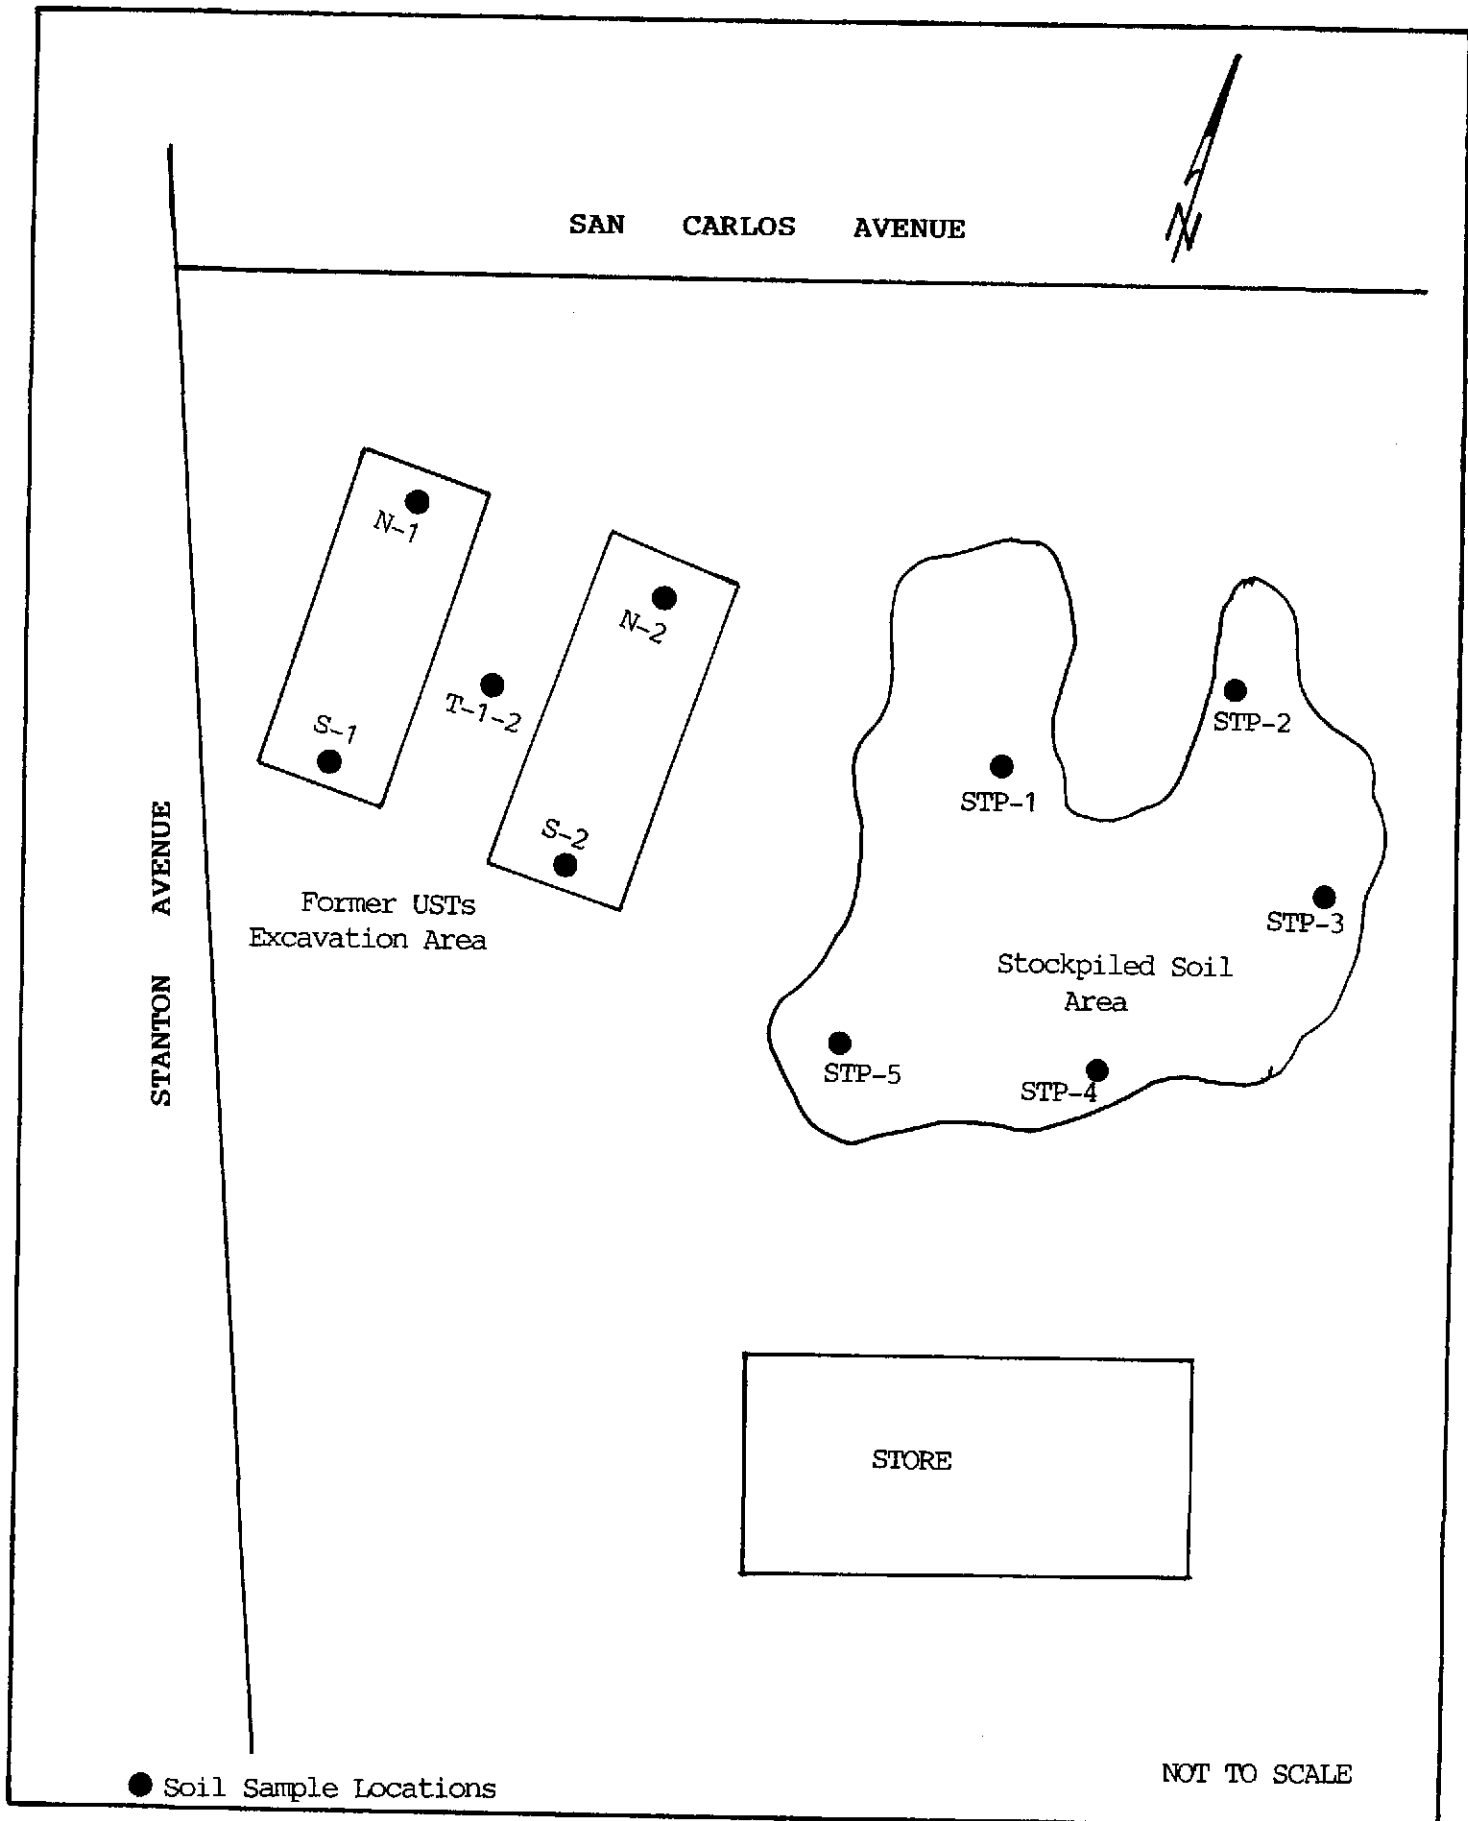 SAN CARLOS AVENUE
N
N-1
N-2
T-1-2
S-1
S-2
STP-2
STP-1
STANTON AVENUE
Former USTs
Excavation Area
STP-3
Stockpiled Soil
Area
STP-5
STP-4
STORE
Soil Sample Locations
NOT TO SCALE